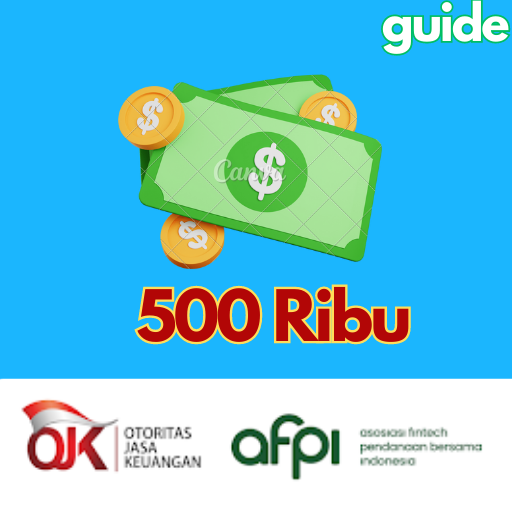 guide
$
$
$
$
Canva
500 Ribu
OJK
OTORITAS
JASA
KEUANGAN
afpi
asosiasi fintech
pendanaan bersama
indonesia